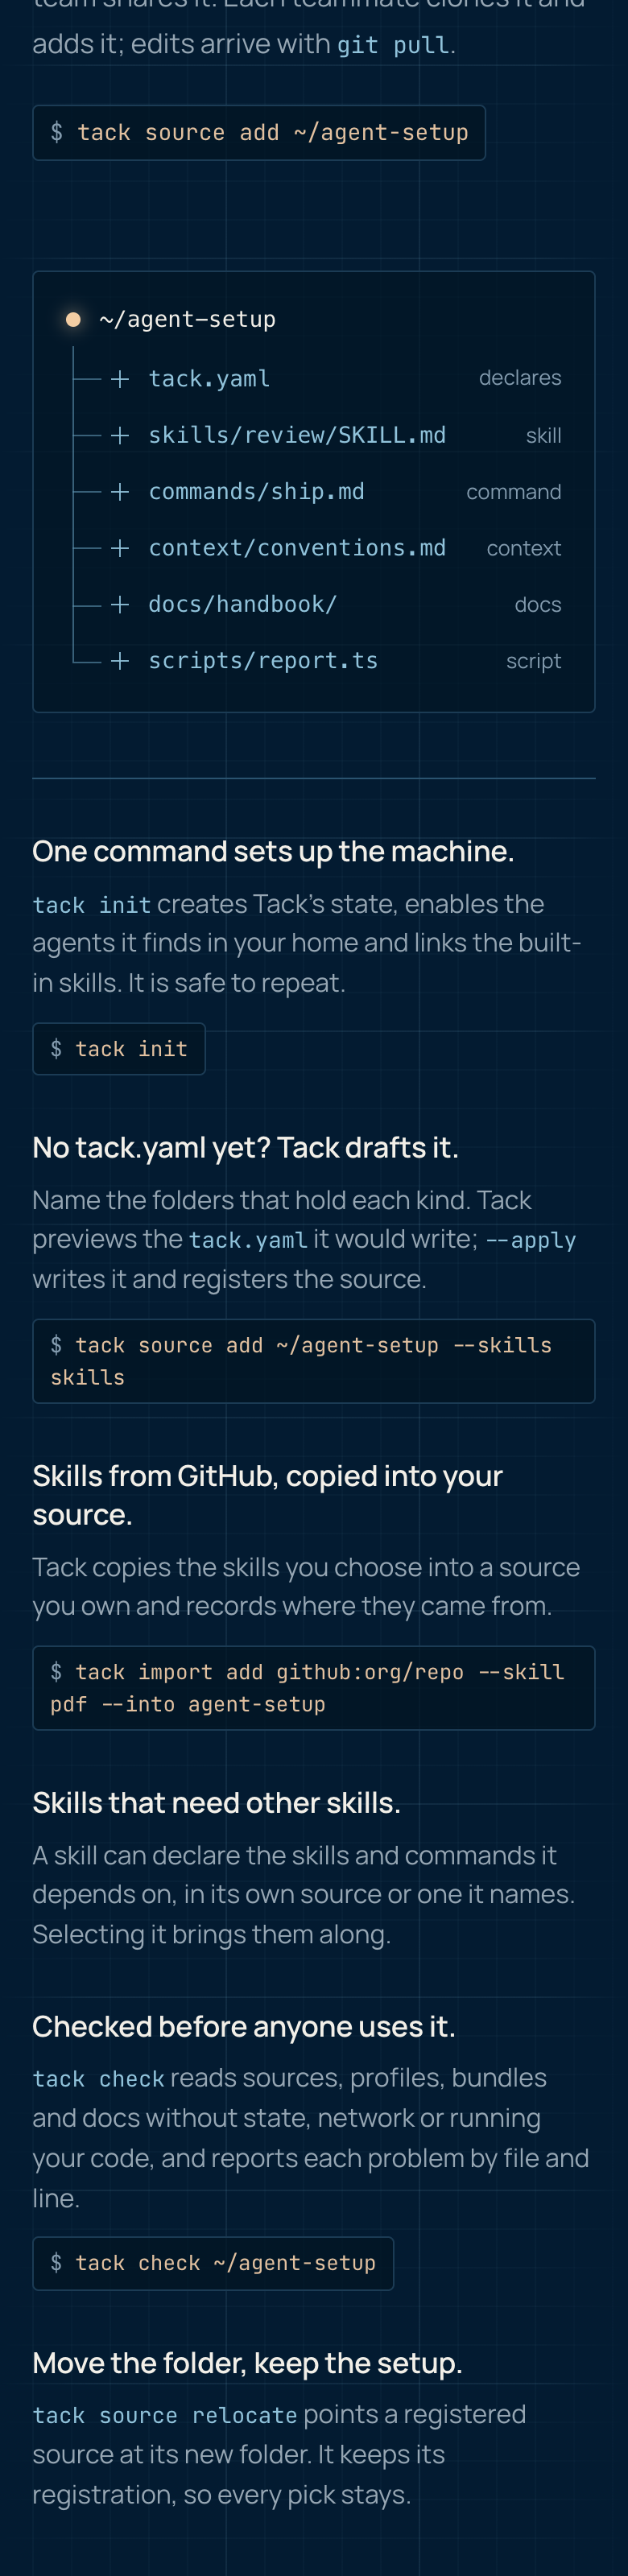 team shares it. Each teammate clones it and
adds it; edits arrive with git pull.
$ tack source add ~/agent-setup
~/agent-setup
tack.yaml declares
skills/review/SKILL.md skill
commands/ship.md command
context/conventions.md context
docs/handbook/ docs
scripts/report.ts script
One command sets up the machine.
tack init creates Tack’s state, enables the
agents it finds in your home and links the built-
in skills. It is safe to repeat.
$ tack init
No tack.yaml yet? Tack drafts it.
Name the folders that hold each kind. Tack
previews the tack.yaml it would write; --apply
writes it and registers the source.
$ tack source add ~/agent-setup --skills
skills
Skills from GitHub, copied into your
source.
Tack copies the skills you choose into a source
you own and records where they came from.
$ tack import add github:org/repo --skill
pdf --into agent-setup
Skills that need other skills.
A skill can declare the skills and commands it
depends on, in its own source or one it names.
Selecting it brings them along.
Checked before anyone uses it.
tack check reads sources, profiles, bundles
and docs without state, network or running
your code, and reports each problem by file and
line.
$ tack check ~/agent-setup
Move the folder, keep the setup.
tack source relocate points a registered
source at its new folder. It keeps its
registration, so every pick stays.